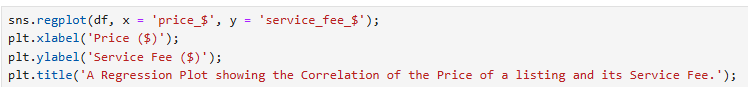 sns.regplot(df, x = 'price_$', y = 'service_fee_$');
plt.xlabel('Price ($)');
plt.ylabel('Service Fee ($)');
plt.title('A Regression Plot showing the Correlation of the Price of a listing and its Service Fee.');